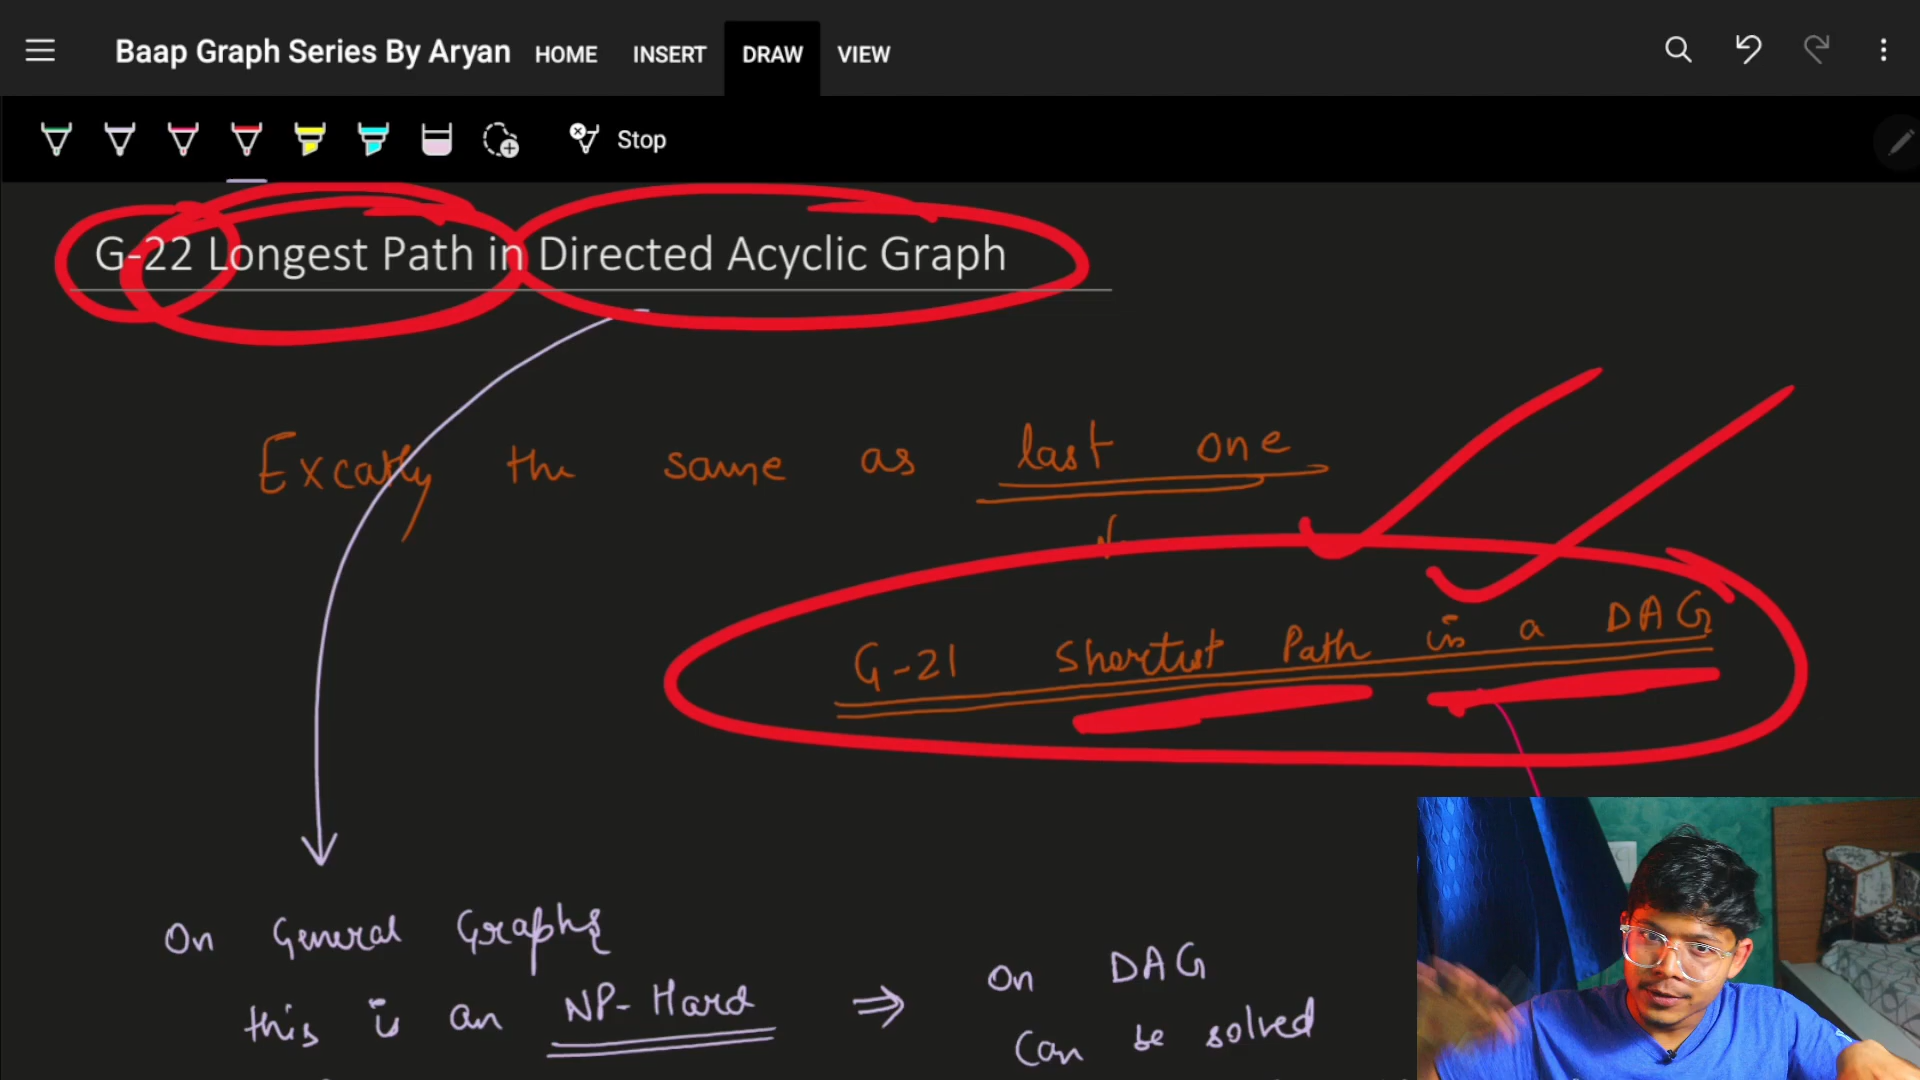 Baap Graph Series By Aryan HOME INSERT DRAW VIEW
Stop
G-22 Longest Path in Directed Acyclic Graph
Excatly the same as last one
G-21 Shortest Path in a DAG
On General Graphs
this is an NP-Hard ⇒
On DAG
Can be solved